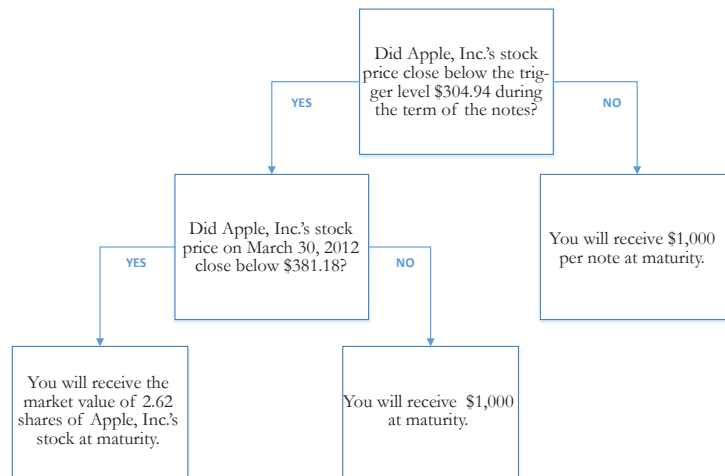 Did Apple, Inc.'s stock
price close below the trig-
ger level $304.94 during
the term of the notes?
YES
NO
Did Apple, Inc.'s stock
price on March 30, 2012
close below $381.18?
You will receive $1,000
per note at maturity.
YES
NO
You will receive the
market value of 2.62
shares of Apple, Inc.'s
stock at maturity.
You will receive $1,000
at maturity.